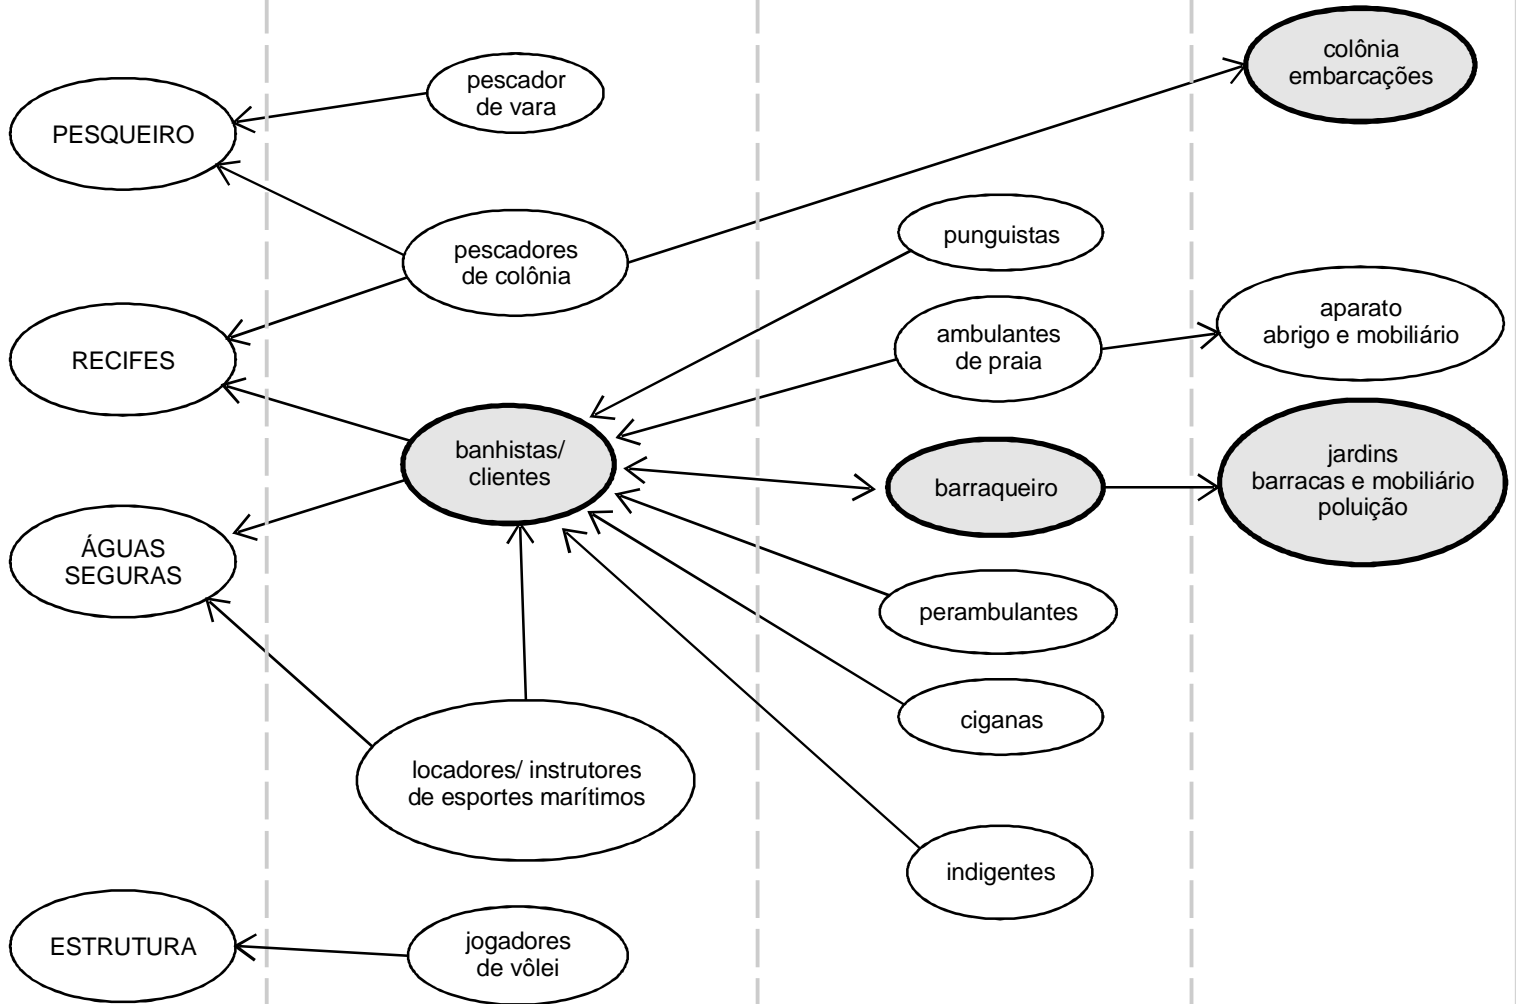 colônia
embarcações
pescador
de vara
PESQUEIRO
punguistas
pescadores
de colônia
aparato
abrigo e mobiliário
ambulantes
de praia
RECIFES
banhistas/
clientes
jardins
barracas e mobiliário
poluição
barraqueiro
ÁGUAS
SEGURAS
perambulantes
ciganas
locadores/ instrutores
de esportes marítimos
indigentes
ESTRUTURA
jogadores
de vôlei